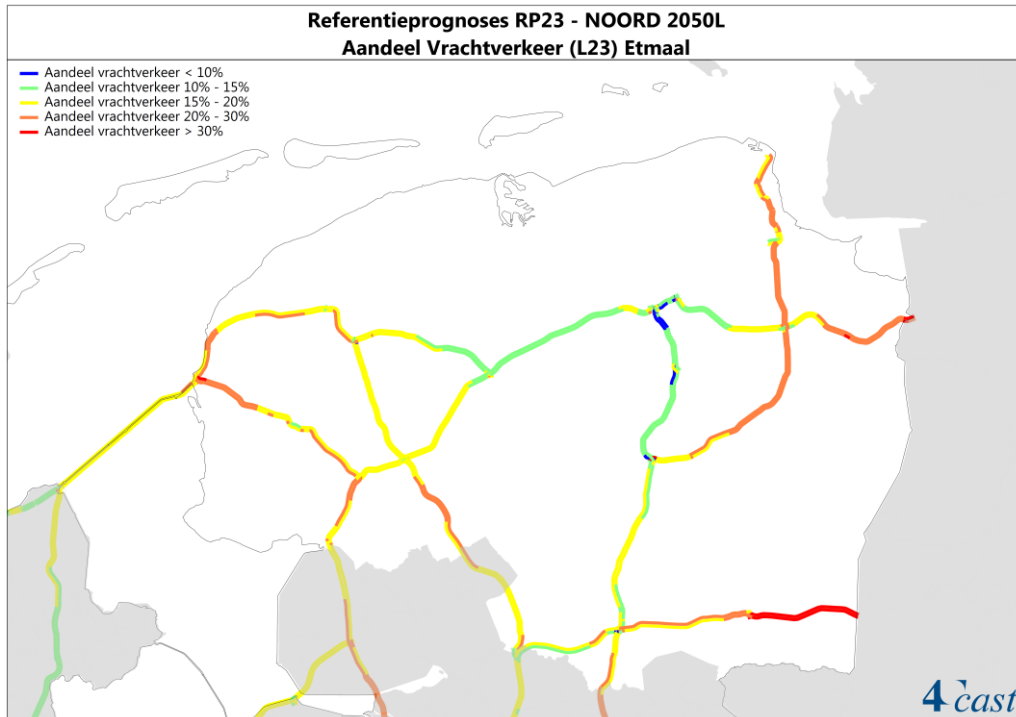 Referentieprognoses RP23 - NOORD 2050L
Aandeel Vrachtverkeer (L23) Etmaal
Aandeel vrachtverkeer < 10%
Aandeel vrachtverkeer 10% - 15%
Aandeel vrachtverkeer 15% - 20%
Aandeel vrachtverkeer 20% - 30%
Aandeel vrachtverkeer > 30%
4cast